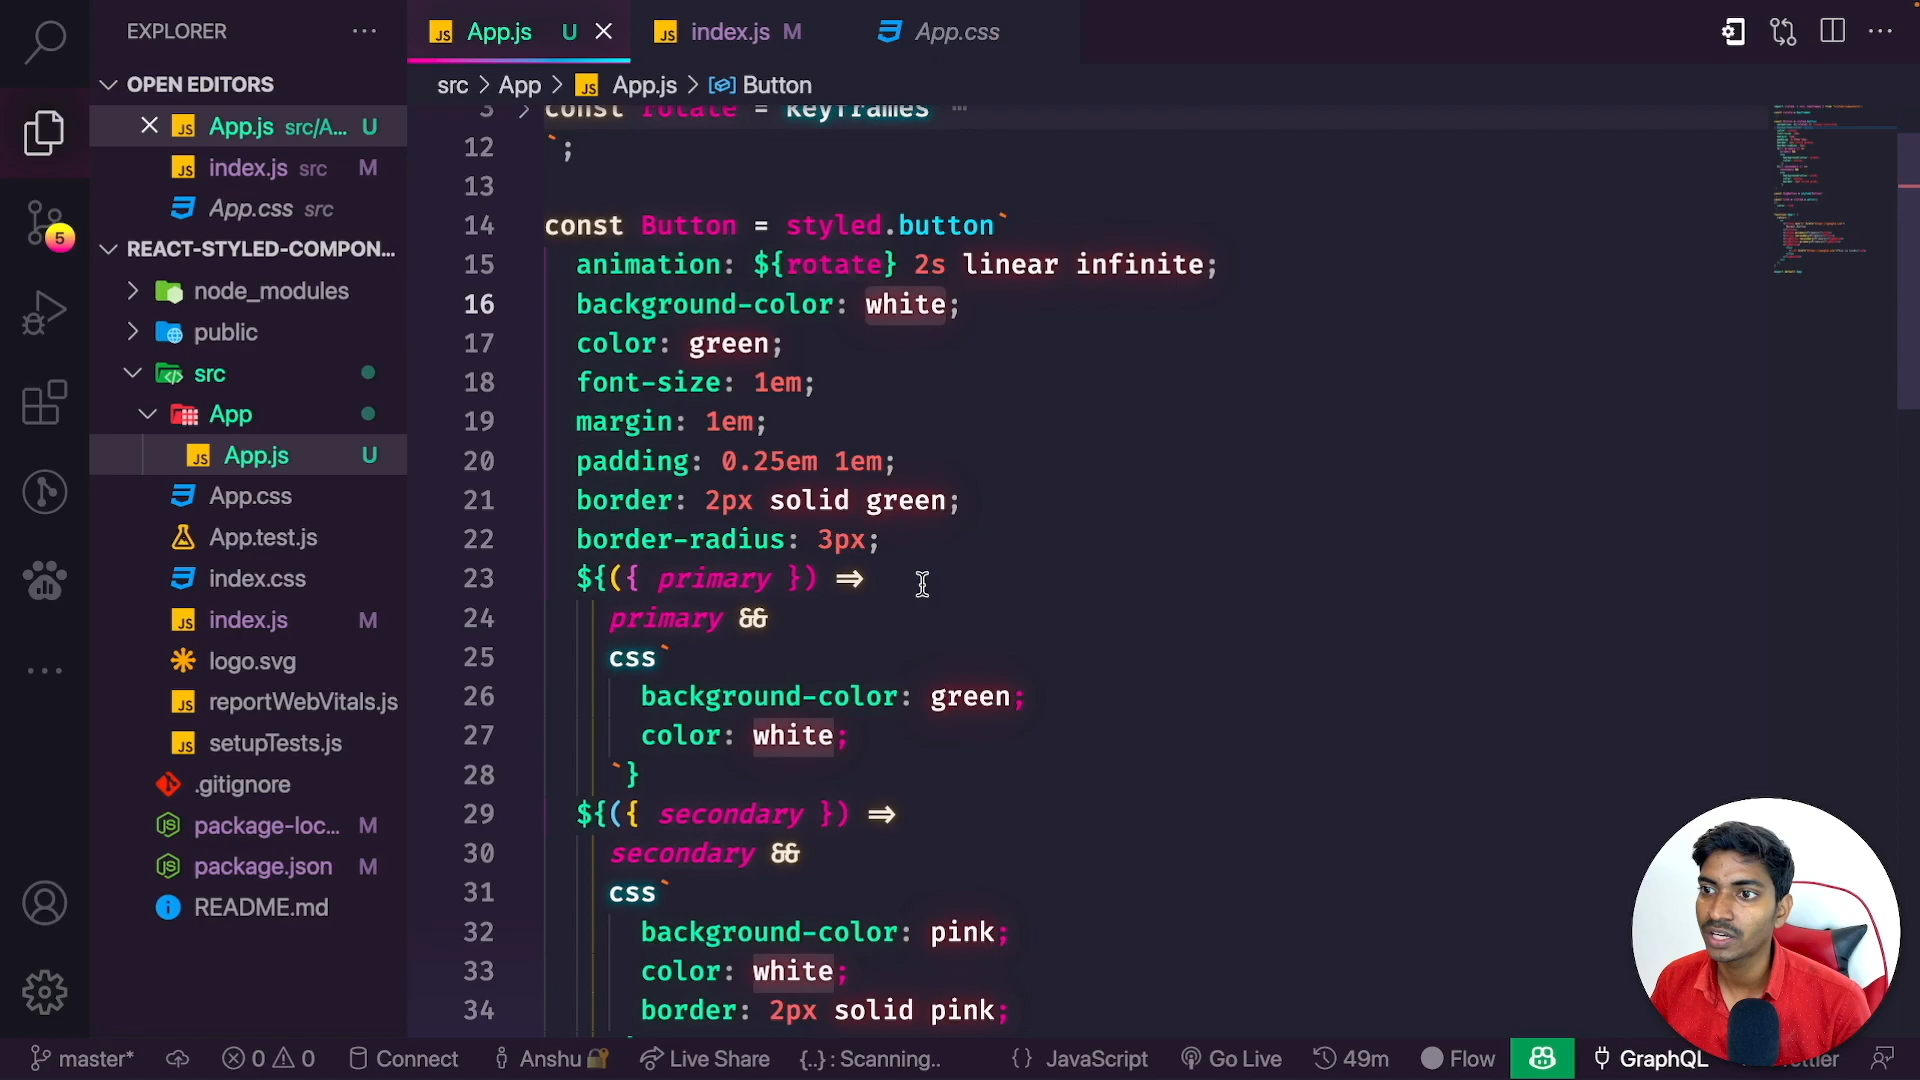 EXPLORER
OPEN EDITORS
App.js src/A... U
index.js src M
App.css src
5
REACT-STYLED-COMPON...
node_modules
public
src
App
App.js U
App.css
App.test.js
index.css
index.js M
logo.svg
reportWebVitals.js
setupTests.js
.gitignore
package-loc... M
package.json M
README.md
App.js U
index.js M
App.css
src > App > App.js > Button
3 const rotate = keyframes
12 `;
13
14 const Button = styled.button`
15 animation: ${rotate} 2s linear infinite;
16 background-color: white;
17 color: green;
18 font-size: 1em;
19 margin: 1em;
20 padding: 0.25em 1em;
21 border: 2px solid green;
22 border-radius: 3px;
23 ${({ primary }) =>
24 primary &&
25 css`
26 background-color: green;
27 color: white;
28 `}
29 ${({ secondary }) =>
30 secondary &&
31 css`
32 background-color: pink;
33 color: white;
34 border: 2px solid pink;
master* 0 0 Connect Anshu Live Share {..} : Scanning.. {} JavaScript Go Live 49m Flow GraphQL